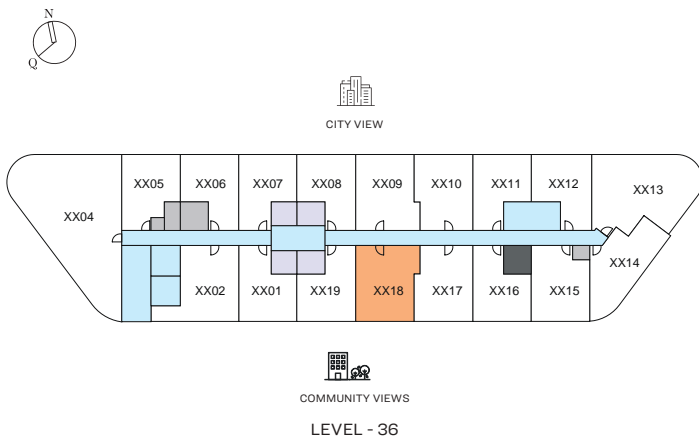 N
Q
CITY VIEW
XX05 XX06 XX07 XX08 XX09 XX10 XX11 XX12 XX13
XX04
XX14
XX02 XX01 XX19 XX18 XX17 XX16 XX15
COMMUNITY VIEWS
LEVEL - 36